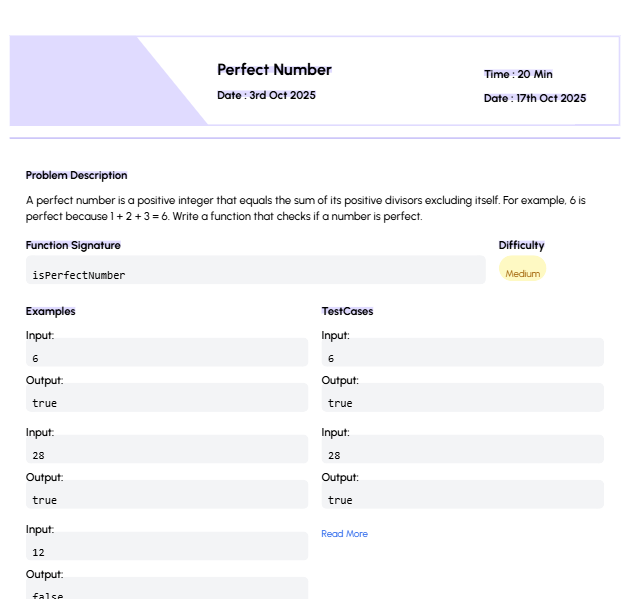 Perfect Number
Date : 3rd Oct 2025
Time : 20 Min
Date : 17th Oct 2025
Problem Description
A perfect number is a positive integer that equals the sum of its positive divisors excluding itself. For example, 6 is
perfect because 1 + 2 + 3 = 6. Write a function that checks if a number is perfect.
Function Signature
isPerfectNumber
Difficulty
Medium
Examples
Input:
6
Output:
true
Input:
28
Output:
true
Input:
12
Output:
false
TestCases
Input:
6
Output:
true
Input:
28
Output:
true
Read More